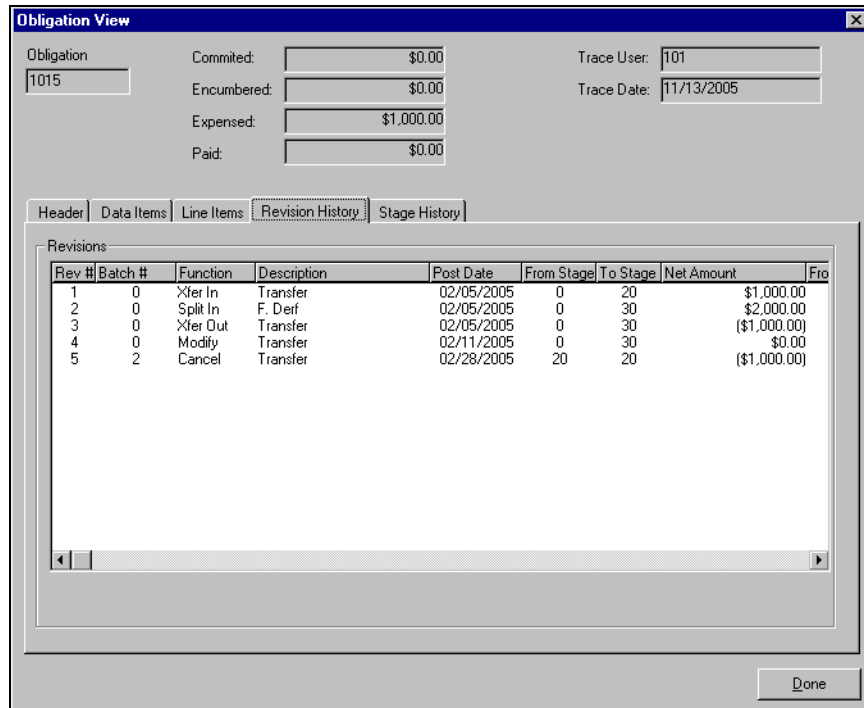 Obligation View
Obligation
1015
Commited: $0.00
Encumbered: $0.00
Expensed: $1,000.00
Paid: $0.00
Trace User: 101
Trace Date: 11/13/2005
Header Data Items Line Items Revision History Stage History
Revisions
Rev # Batch # Function Description Post Date From Stage To Stage Net Amount Fro
1 0 Xfer In Transfer 02/05/2005 0 20 $1,000.00
2 0 Split In F. Derf 02/05/2005 0 30 $2,000.00
3 0 Xfer Out Transfer 02/05/2005 0 30 ($1,000.00)
4 0 Modify Transfer 02/11/2005 0 30 $0.00
5 2 Cancel Transfer 02/28/2005 20 20 ($1,000.00)
Done